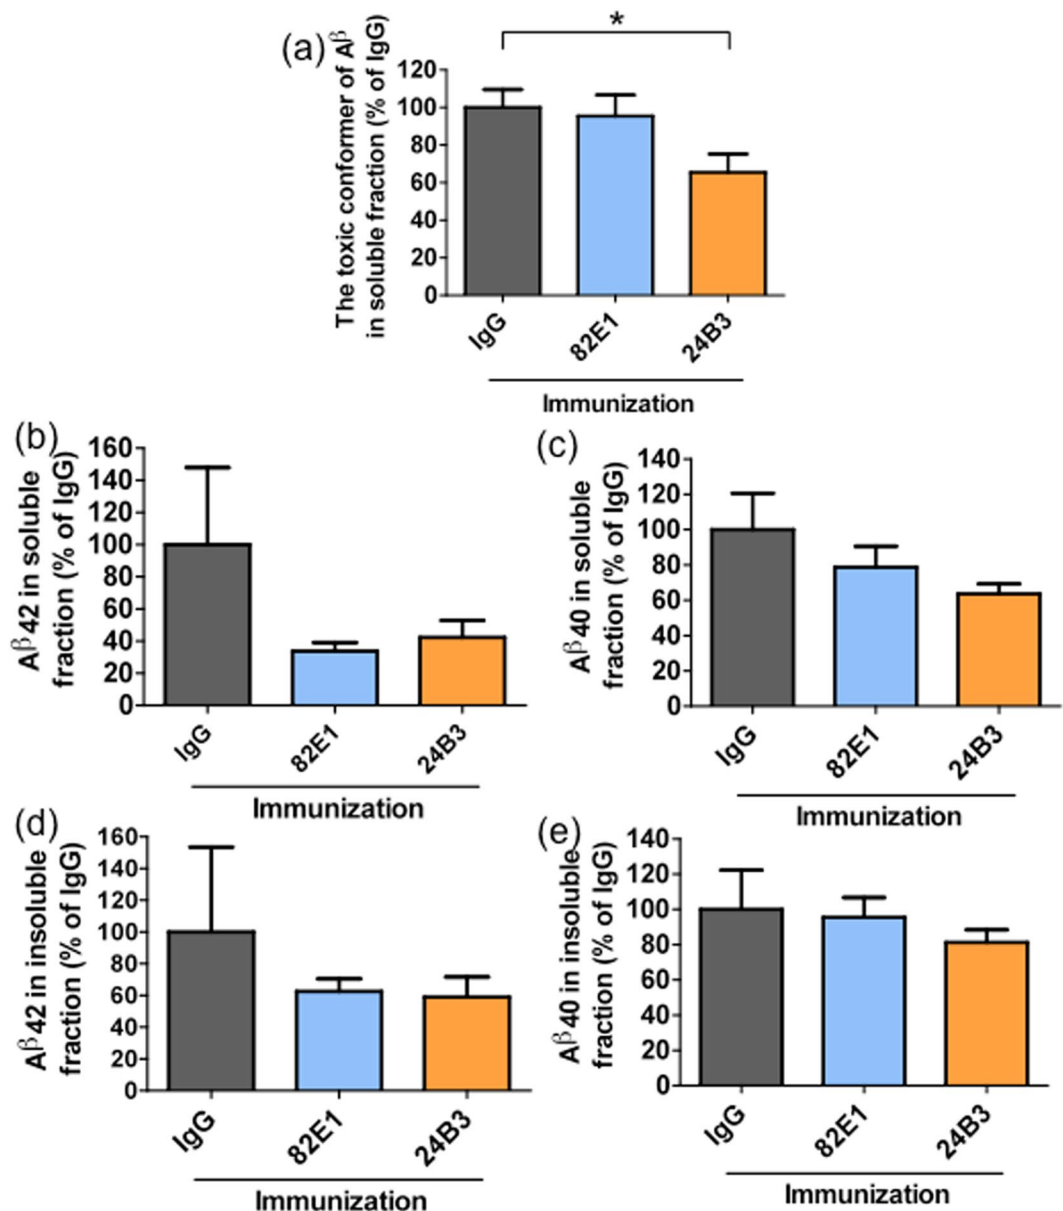 (a)
The toxic conformer of Aβ
in soluble fraction (% of IgG)
*
120
100
80
60
40
20
0
IgG
82E1
24B3
Immunization
(b)
Aβ42 in soluble
fraction (% of IgG)
160
140
120
100
80
60
40
20
0
IgG
82E1
24B3
Immunization
(c)
Aβ40 in soluble
fraction (% of IgG)
140
120
100
80
60
40
20
0
IgG
82E1
24B3
Immunization
(d)
Aβ42 in insoluble
fraction (% of IgG)
160
140
120
100
80
60
40
20
0
IgG
82E1
24B3
Immunization
(e)
Aβ40 in insoluble
fraction (% of IgG)
140
120
100
80
60
40
20
0
IgG
82E1
24B3
Immunization